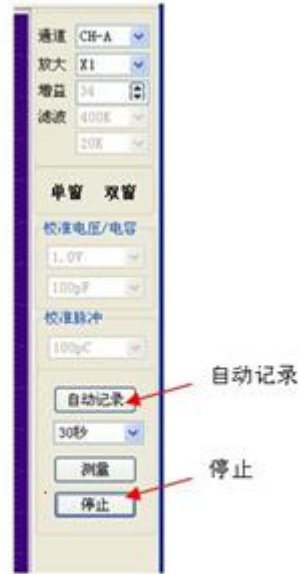 通道 CH-A
放大 X1
增益 34
滤波 400K
20K
单窗 双窗
校准电压/电容
1.0V
100pF
校准脉冲
100pC
自动记录
自动记录
30秒
测量
停止
停止